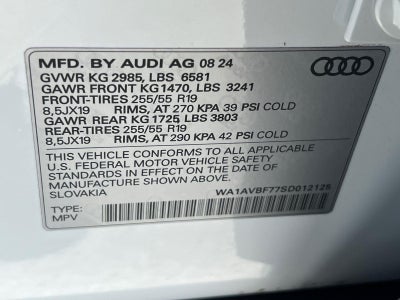 MFD. BY AUDI AG 08 24
GVWR KG 2985, LBS 6581
GAWR FRONT KG 1470, LBS 3241
FRONT-TIRES 255/55 R19
8,5JX19 RIMS, AT 270 KPA 39 PSI COLD
GAWR REAR KG 1725, LBS 3803
REAR-TIRES 255/55 R19
8,5JX19 RIMS, AT 290 KPA 42 PSI COLD
THIS VEHICLE CONFORMS TO ALL APPLICABLE
U.S. FEDERAL MOTOR VEHICLE SAFETY
STANDARDS IN EFFECT ON THE DATE OF
MANUFACTURE SHOWN ABOVE.
SLOVAKIA
WA1AV8F77SD012125
TYPE:
MPV